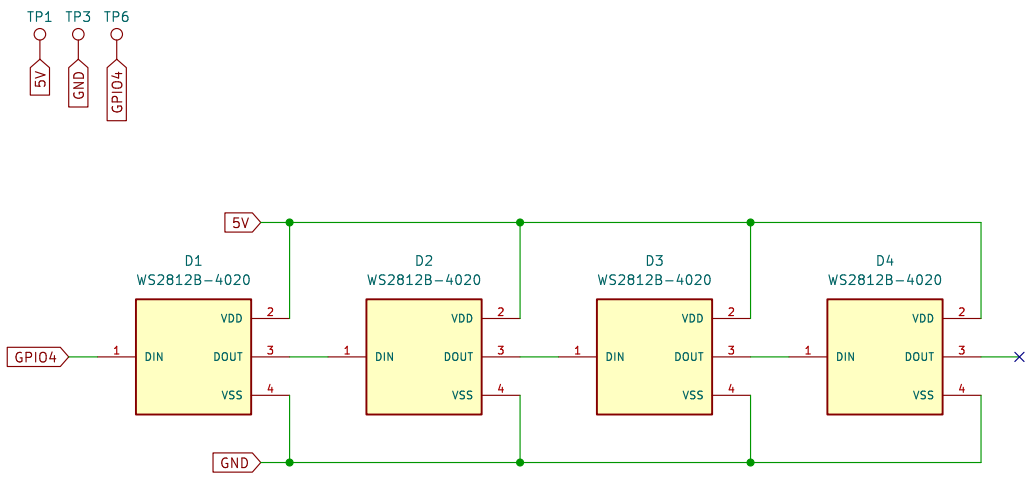 TP1 TP3 TP6
5V GND GPIO4
5V
D1 D2 D3 D4
WS2812B-4020 WS2812B-4020 WS2812B-4020 WS2812B-4020
VDD 2 VDD 2 VDD 2 VDD 2
GPIO4 1 DIN DOUT 3 1 DIN DOUT 3 1 DIN DOUT 3 1 DIN DOUT 3
VSS 4 VSS 4 VSS 4 VSS 4
GND